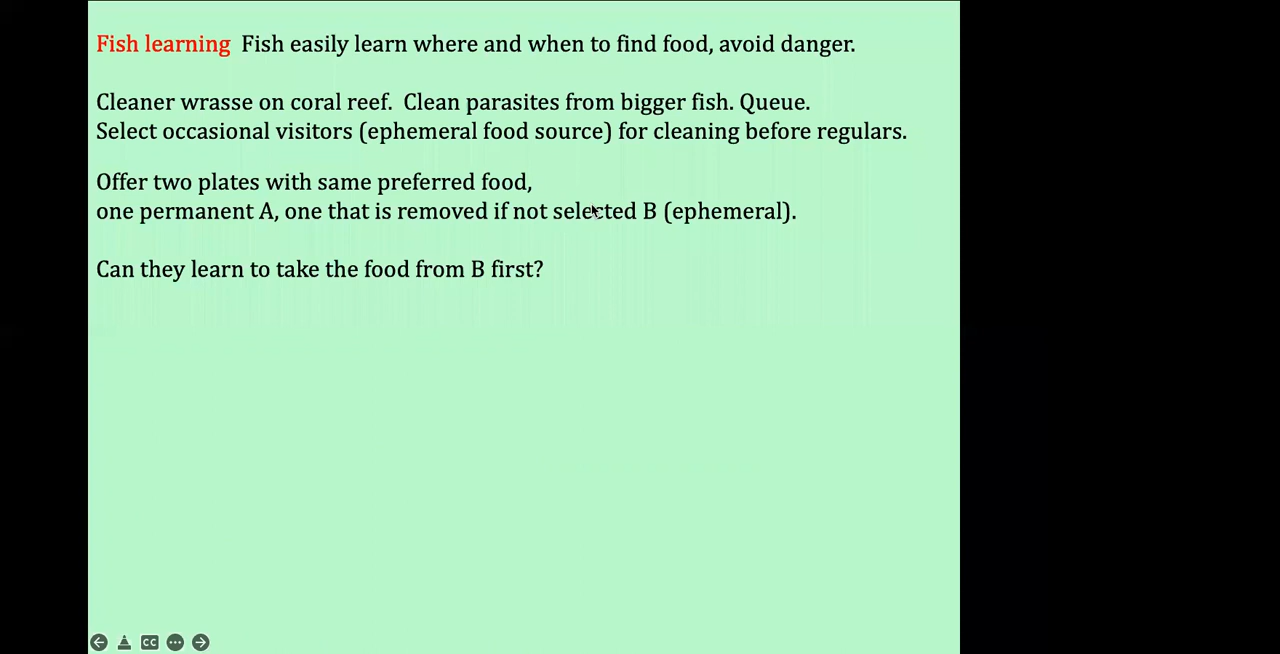 Fish learning  Fish easily learn where and when to find food, avoid danger.
Cleaner wrasse on coral reef.  Clean parasites from bigger fish. Queue.
Select occasional visitors (ephemeral food source) for cleaning before regulars.
Offer two plates with same preferred food,
one permanent A, one that is removed if not selected B (ephemeral).
Can they learn to take the food from B first?
CC